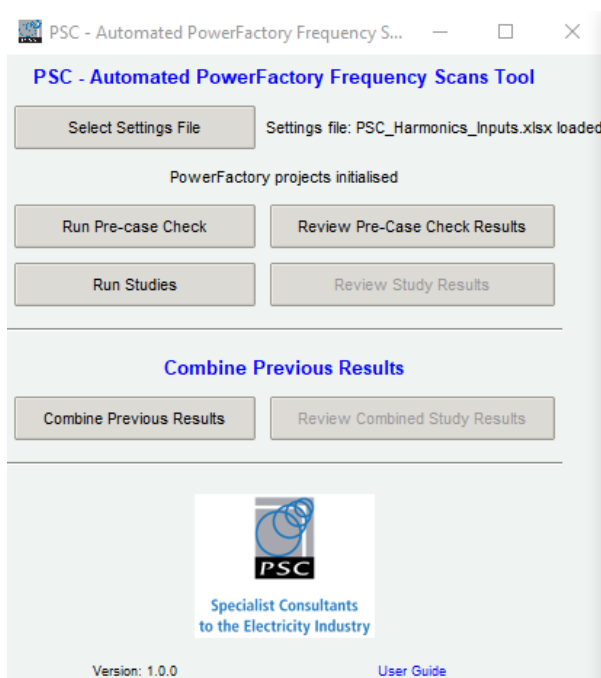 PSC - Automated PowerFactory Frequency S...
PSC - Automated PowerFactory Frequency Scans Tool
Select Settings File Settings file: PSC_Harmonics_Inputs.xlsx loaded
PowerFactory projects initialised
Run Pre-case Check Review Pre-Case Check Results
Run Studies Review Study Results
Combine Previous Results
Combine Previous Results Review Combined Study Results
PSC
Specialist Consultants
to the Electricity Industry
Version: 1.0.0 User Guide